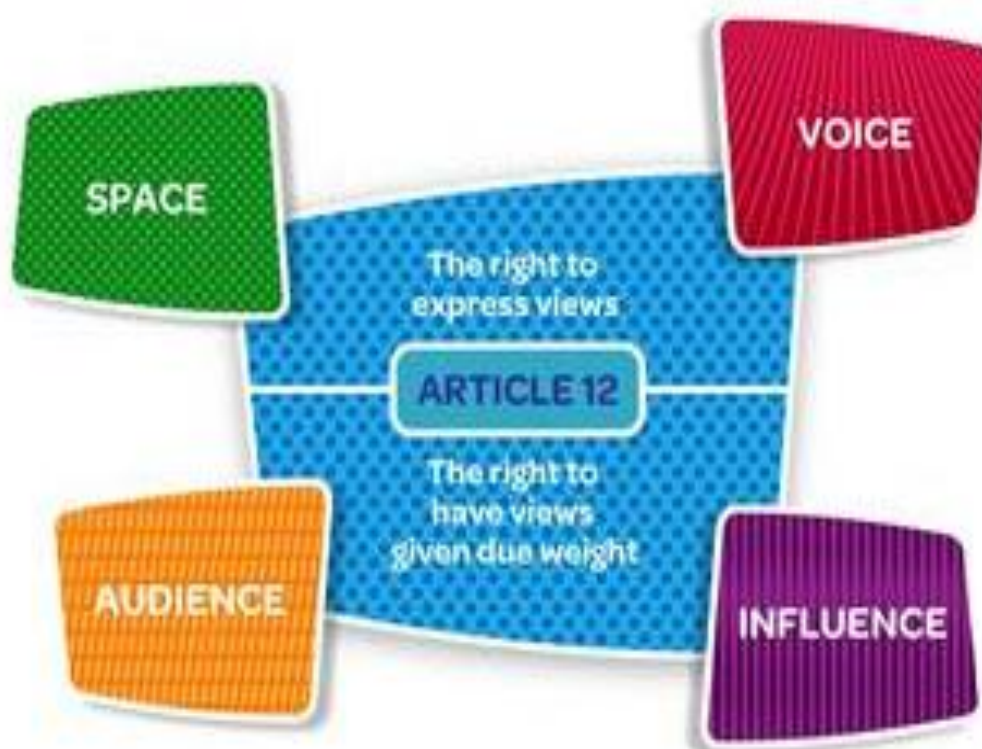 SPACE
VOICE
The right to
express views
ARTICLE 12
The right to
have views
given due weight
AUDIENCE
INFLUENCE